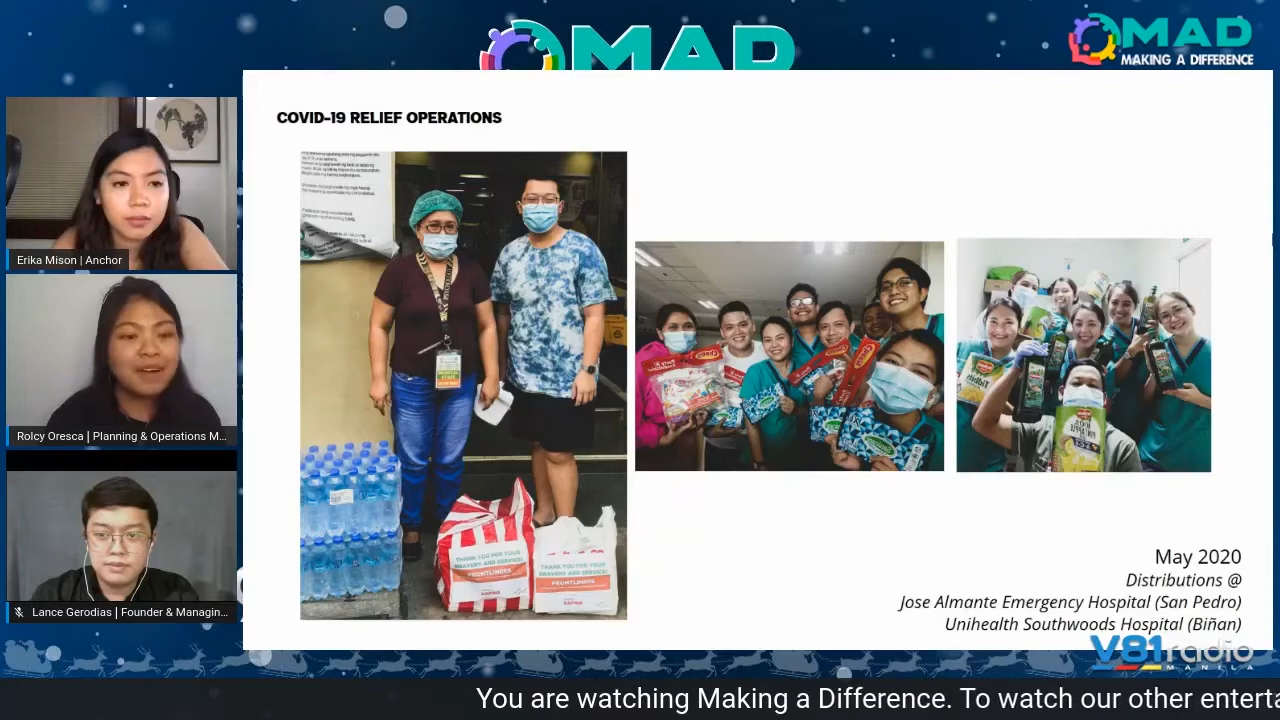 MAD
MAD
MAKING A DIFFERENCE
COVID-19 RELIEF OPERATIONS
Erika Mison | Anchor
Rolcy Oresca | Planning & Operations M...
Lance Gerodias | Founder & Managin...
THANK YOU FOR YOUR
BRAVERY AND SERVICE!
FRONTLINERS
THANK YOU FOR YOUR
BRAVERY AND SERVICE!
FRONTLINERS
May 2020
Distributions @
Jose Almante Emergency Hospital (San Pedro)
Unihealth Southwoods Hospital (Biñan)
V81radio
MANILA
You are watching Making a Difference. To watch our other enterta